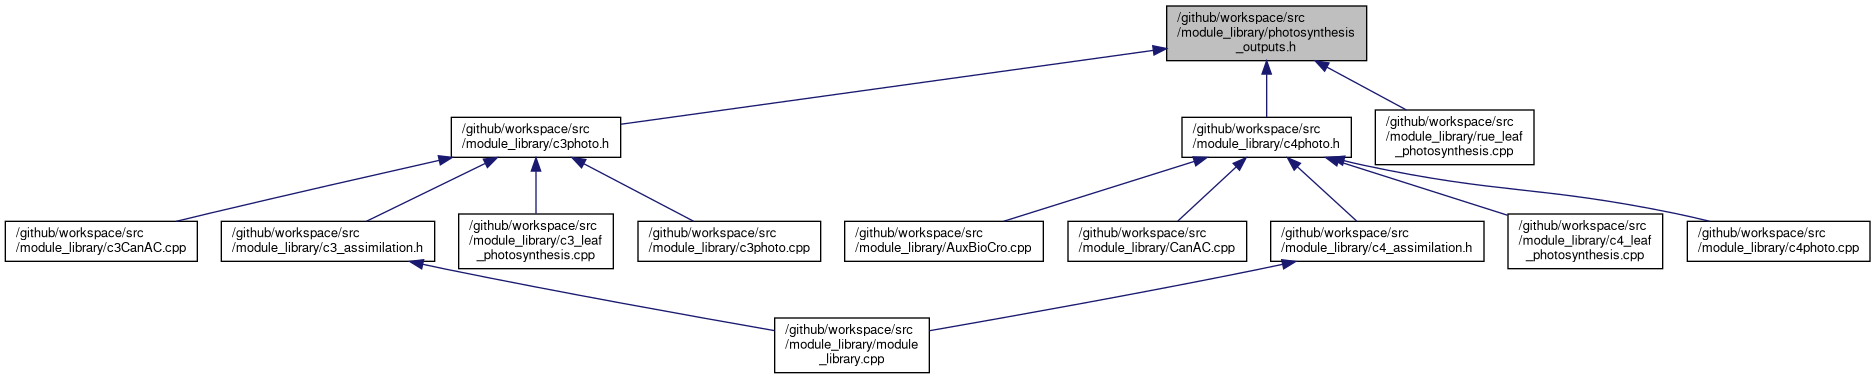 /github/workspace/src
/module_library/photosynthesis
_outputs.h
/github/workspace/src
/module_library/c3photo.h
/github/workspace/src
/module_library/c4photo.h
/github/workspace/src
/module_library/rue_leaf
_photosynthesis.cpp
/github/workspace/src
/module_library/c3CanAC.cpp
/github/workspace/src
/module_library/c3_assimilation.h
/github/workspace/src
/module_library/c3_leaf
_photosynthesis.cpp
/github/workspace/src
/module_library/c3photo.cpp
/github/workspace/src
/module_library/AuxBioCro.cpp
/github/workspace/src
/module_library/CanAC.cpp
/github/workspace/src
/module_library/c4_assimilation.h
/github/workspace/src
/module_library/c4_leaf
_photosynthesis.cpp
/github/workspace/src
/module_library/c4photo.cpp
/github/workspace/src
/module_library/module
_library.cpp